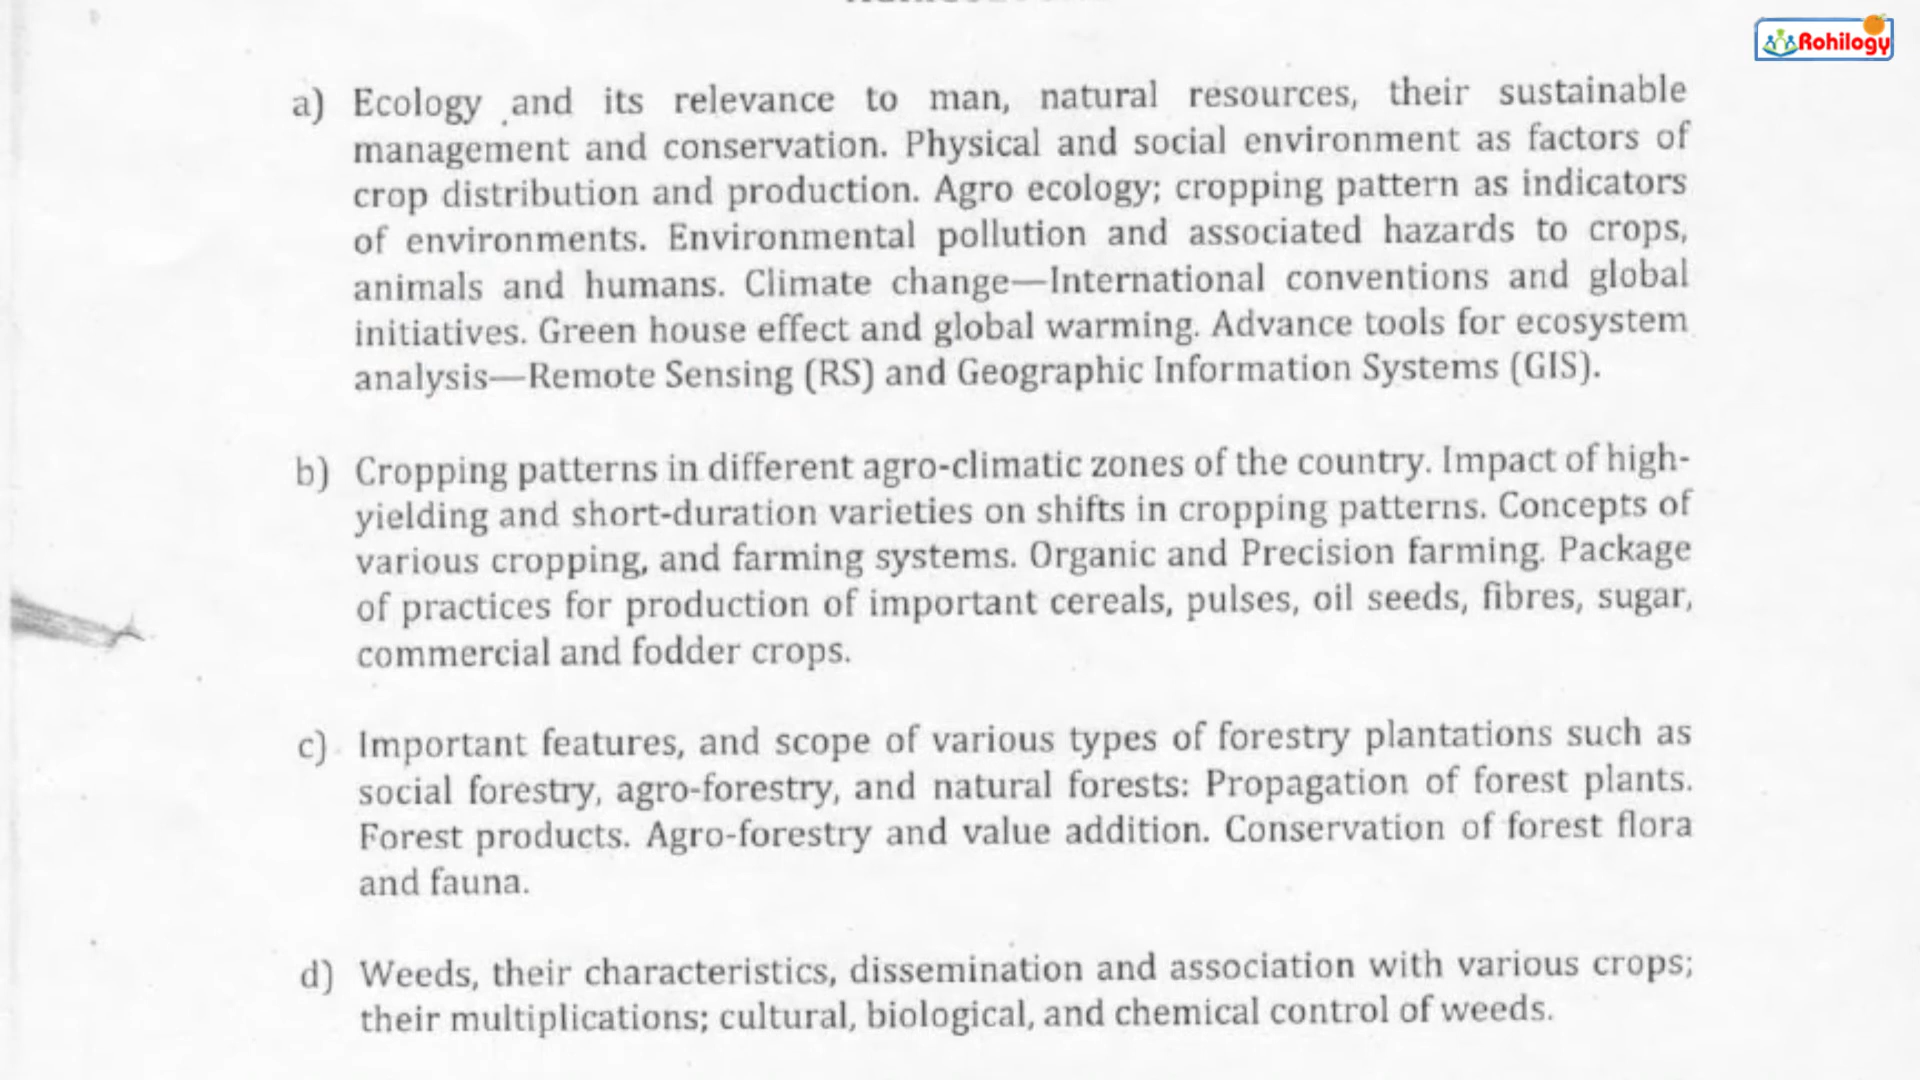 Rohilogy
a) Ecology and its relevance to man, natural resources, their sustainable
management and conservation. Physical and social environment as factors of
crop distribution and production. Agro ecology; cropping pattern as indicators
of environments. Environmental pollution and associated hazards to crops,
animals and humans. Climate change—International conventions and global
initiatives. Green house effect and global warming. Advance tools for ecosystem
analysis—Remote Sensing (RS) and Geographic Information Systems (GIS).
b) Cropping patterns in different agro-climatic zones of the country. Impact of high-
yielding and short-duration varieties on shifts in cropping patterns. Concepts of
various cropping, and farming systems. Organic and Precision farming. Package
of practices for production of important cereals, pulses, oil seeds, fibres, sugar,
commercial and fodder crops.
c) Important features, and scope of various types of forestry plantations such as
social forestry, agro-forestry, and natural forests: Propagation of forest plants.
Forest products. Agro-forestry and value addition. Conservation of forest flora
and fauna.
d) Weeds, their characteristics, dissemination and association with various crops;
their multiplications; cultural, biological, and chemical control of weeds.